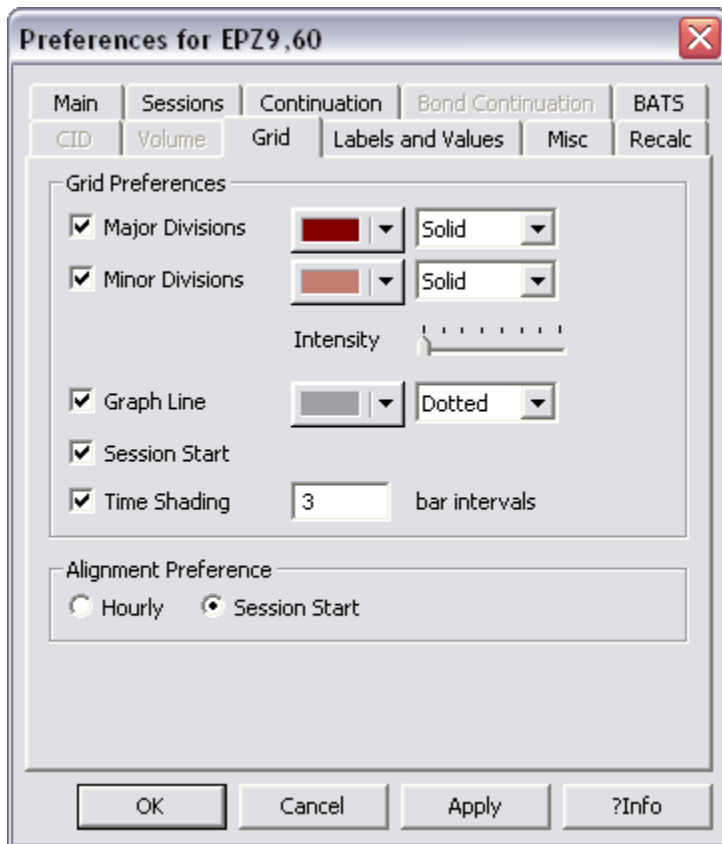 Preferences for EPZ9,60
Main Sessions Continuation Bond Continuation BATS
CID Volume Grid Labels and Values Misc Recalc
Grid Preferences
Major Divisions Solid
Minor Divisions Solid
Intensity
Graph Line Dotted
Session Start
Time Shading 3 bar intervals
Alignment Preference
Hourly Session Start
OK Cancel Apply ?Info